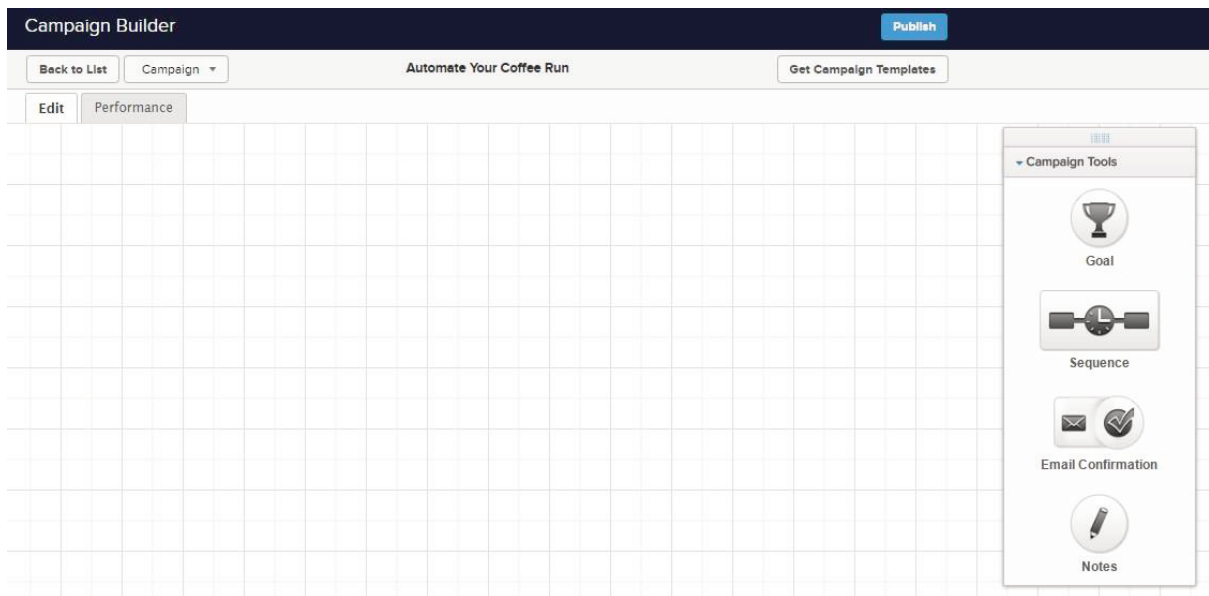 Campaign Builder
Publish
Back to List
Campaign
Automate Your Coffee Run
Get Campaign Templates
Edit
Performance
Campaign Tools
Goal
Sequence
Email Confirmation
Notes